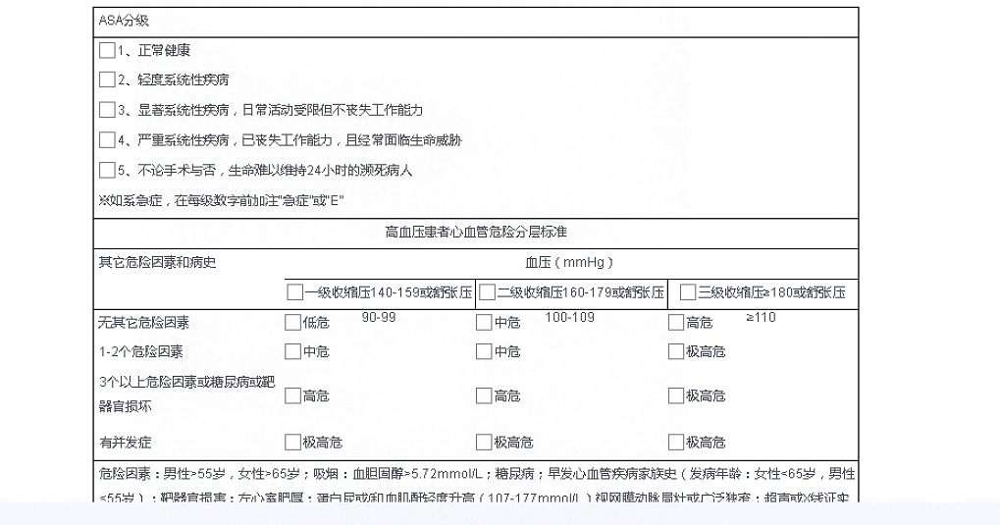 ASA分级
1、正常健康
2、轻度系统性疾病
3、显著系统性疾病，日常活动受限但不丧失工作能力
4、严重系统性疾病，已丧失工作能力，且经常面临生命威胁
5、不论手术与否，生命难以维持24小时的濒死病人
※如系急症，在每级数字前加注"急症"或"E"
高血压患者心血管危险分层标准
其它危险因素和病史 血压（mmHg）
一级收缩压140-159或舒张压 二级收缩压160-179或舒张压 三级收缩压≥180或舒张压
90-99 100-109 ≥110
无其它危险因素 低危 中危 高危
1-2个危险因素 中危 中危 极高危
3个以上危险因素或糖尿病或靶
器官损坏 高危 高危 极高危
有并发症 极高危 极高危 极高危
危险因素：男性>55岁，女性>65岁；吸烟；血胆固醇>5.72mmol/L；糖尿病；早发心血管疾病家族史（发病年龄：女性<65岁，男性
<55岁）；靶器官损害：左心室肥厚；蛋白尿或/和血肌酐轻度升高（107-177mmol/L）视网膜动脉局灶或广泛狭窄；超声或X线证实